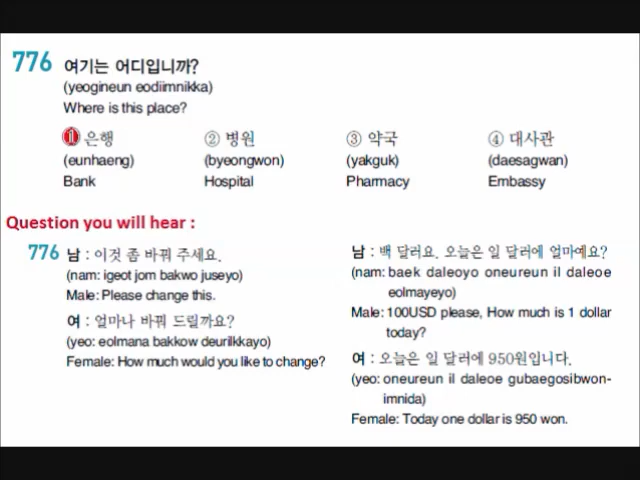 776 여기는 어디입니까?
(yeogineun eodiimnikka)
Where is this place?
① 은행 ② 병원 ③ 약국 ④ 대사관
(eunhaeng) (byeongwon) (yakguk) (daesagwan)
Bank Hospital Pharmacy Embassy
Question you will hear :
776 남 : 이것 좀 바꿔 주세요.
(nam: igeot jom bakwo juseyo)
Male: Please change this.
여 : 얼마나 바꿔 드릴까요?
(yeo: eolmana bakkow deurilkkayo)
Female: How much would you like to change?
남 : 백 달러요. 오늘은 일 달러에 얼마예요?
(nam: baek daleoyo oneureun il daleoe
eolmayeyo)
Male: 100USD please, How much is 1 dollar
today?
여 : 오늘은 일 달러에 950원입니다.
(yeo: oneureun il daleoe gubaegosibwon-
imnida)
Female: Today one dollar is 950 won.